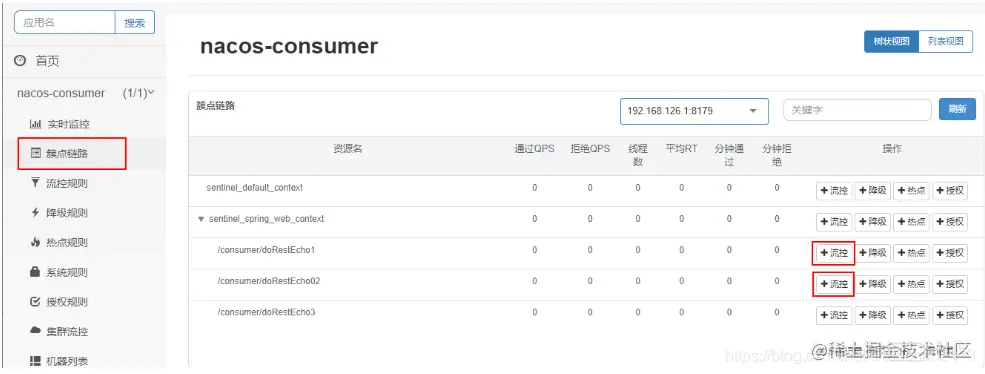 应用名 搜索
首页
nacos-consumer (1/1)
实时监控
簇点链路
流控规则
降级规则
热点规则
系统规则
授权规则
集群流控
机器列表
nacos-consumer
树状视图 列表视图
簇点链路 192.168.126.1:8179 关键字 刷新
资源名 通过QPS 拒绝QPS 线程数 平均RT 分钟通过 分钟拒绝 操作
sentinel_default_context 0 0 0 0 0 0 +流控 +降级 +热点 +授权
sentinel_spring_web_context 0 0 0 0 0 0 +流控 +降级 +热点 +授权
/consumer/doRestEcho1 0 0 0 0 0 0 +流控 +降级 +热点 +授权
/consumer/doRestEcho02 0 0 0 0 0 0 +流控 +降级 +热点 +授权
/consumer/doRestEcho3 0 0 0 0 0 0 +流控 +降级 +热点 +授权
https://blog.
@稀土掘金技术社区